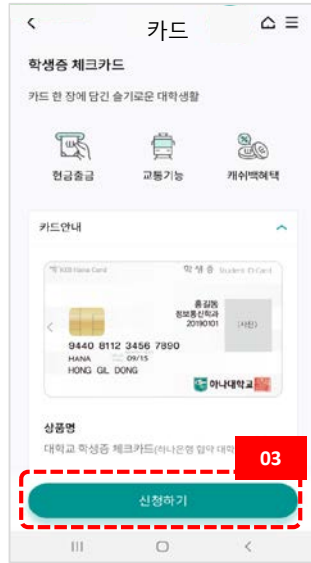 카드
학생증 체크카드
카드 한 장에 담긴 슬기로운 대학생활
현금출금 교통기능 캐쉬백혜택
카드안내
KEB Hana Card 학 생 증 Student ID Card
홍길동
정보통신학과
20190101
(사진)
9440 8112 3456 7890
HANA 09/15
HONG GIL DONG
하나대학교
상품명
대학교 학생증 체크카드(하나은행 협약 대학
03
신청하기